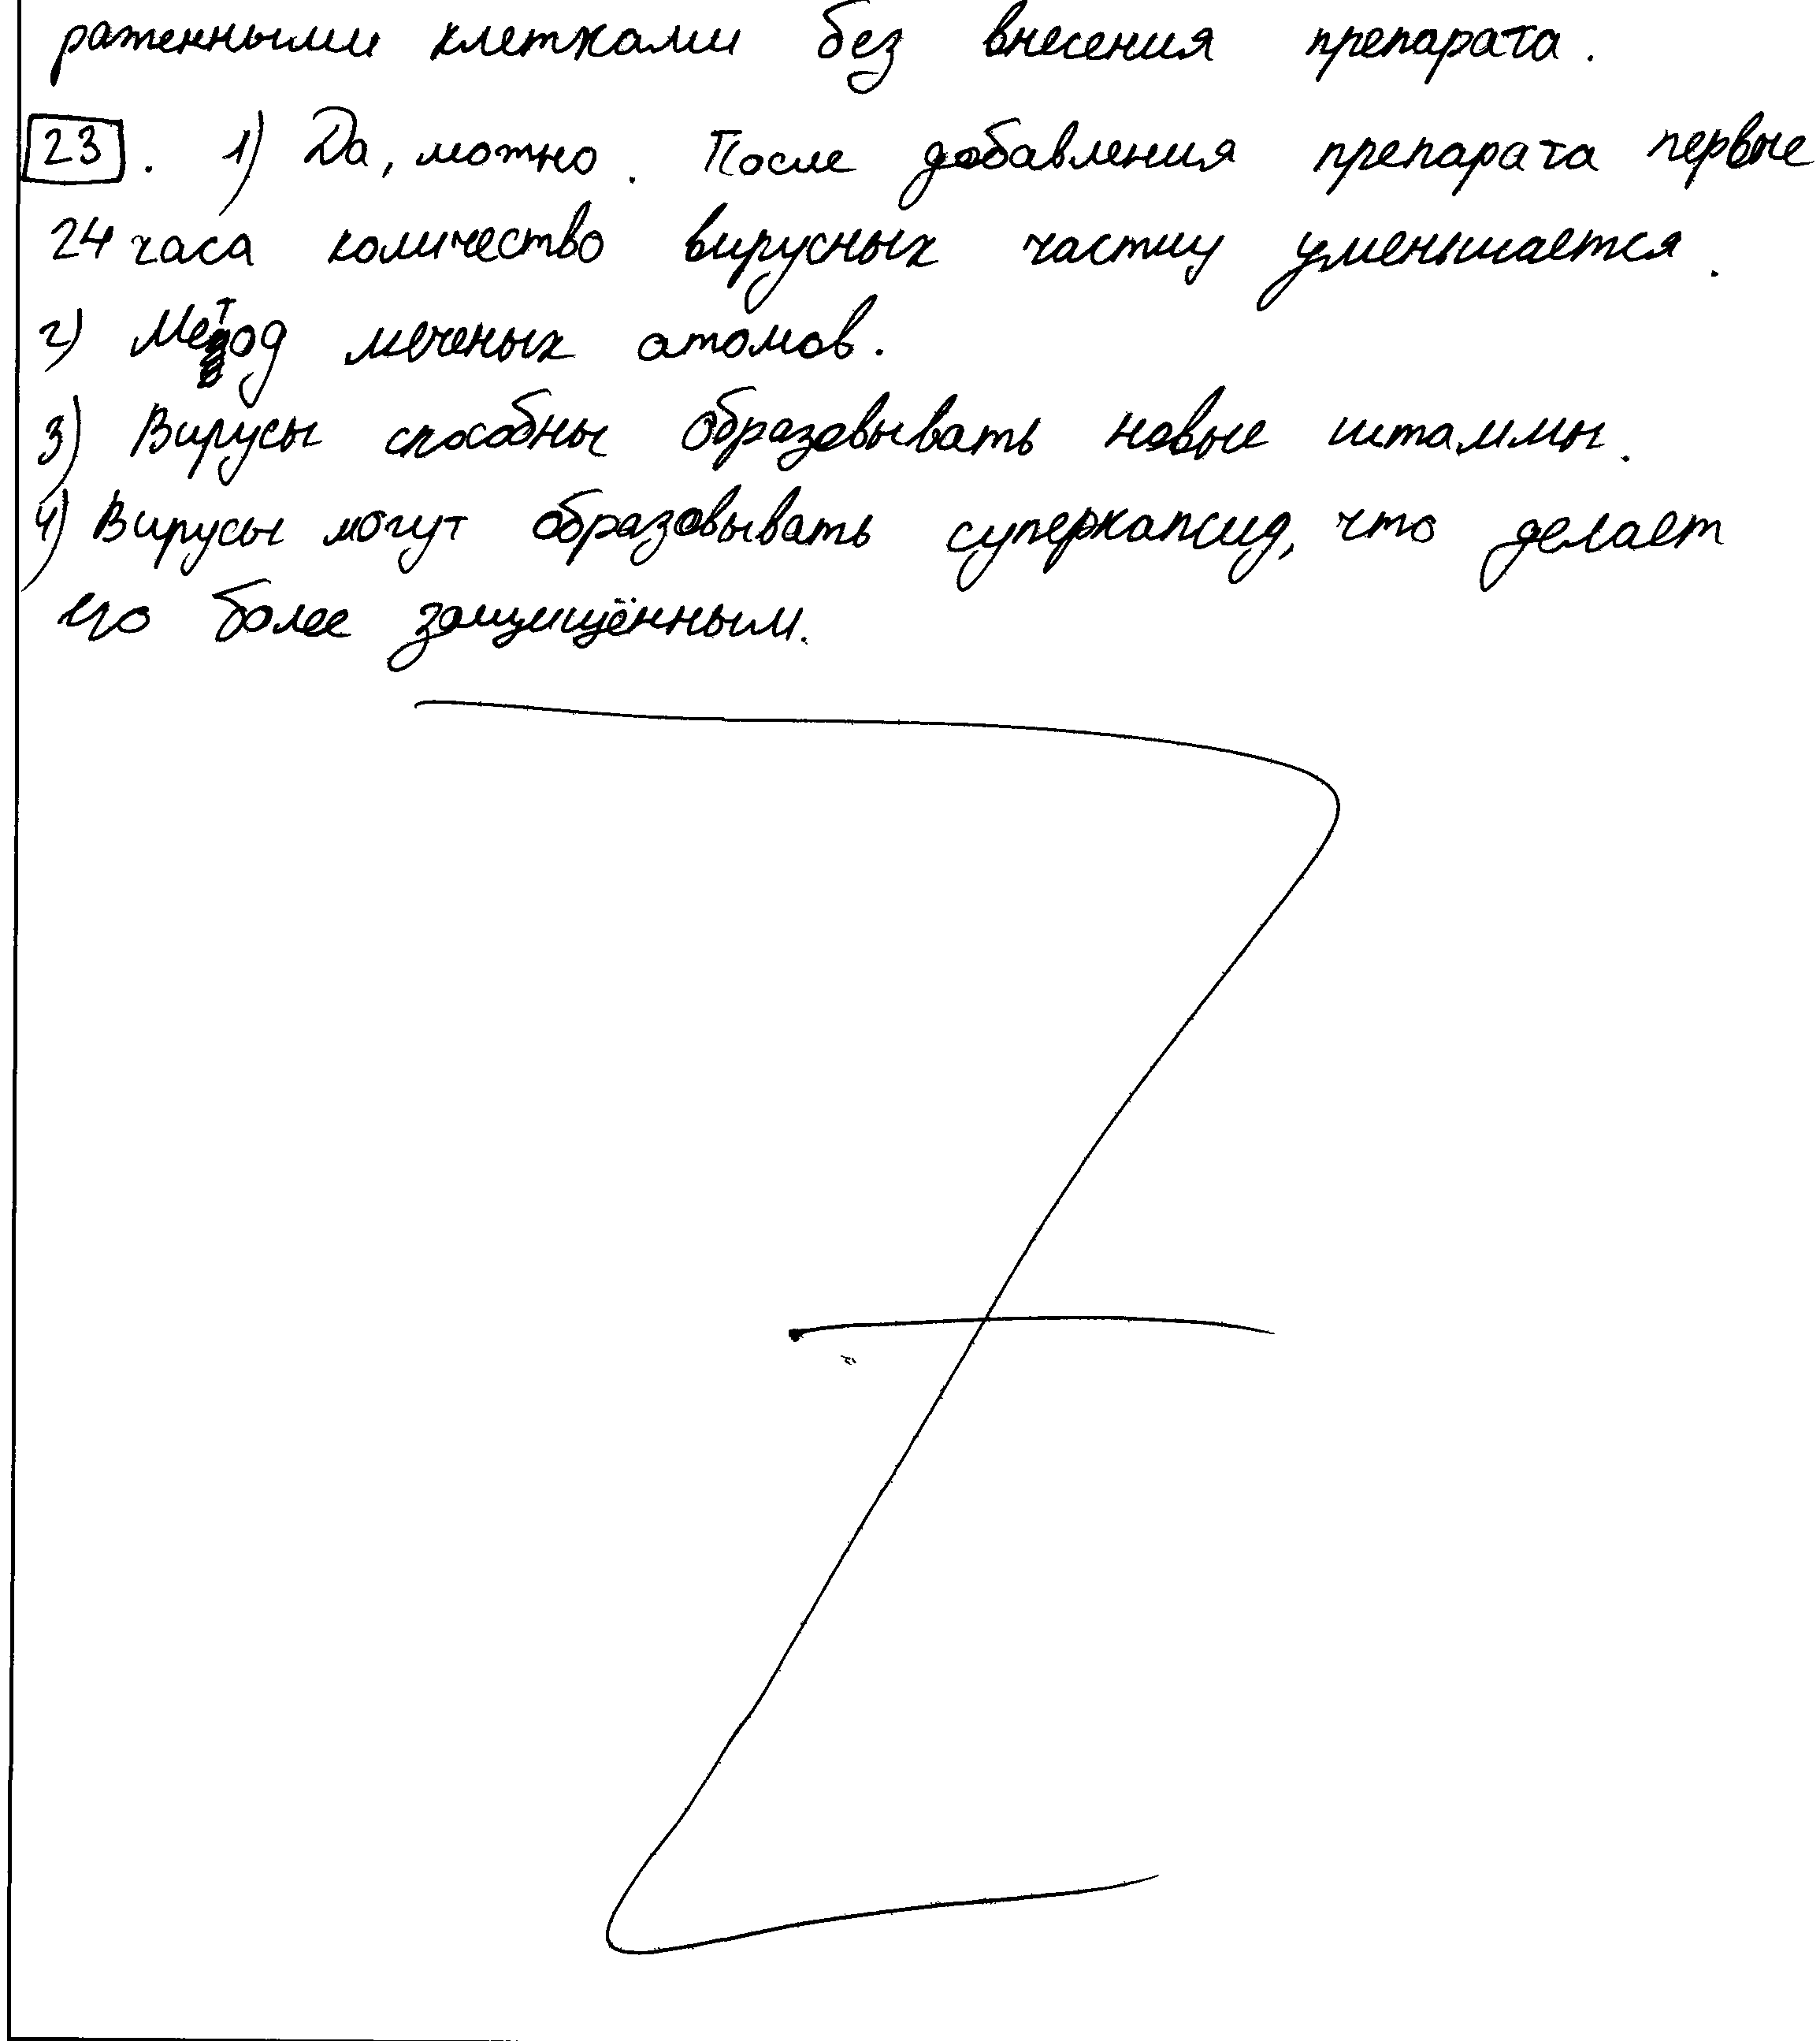 раженными клетками без внесения препарата.
23. 1) Да, можно. После добавления препарата первые
24 часа количество вирусных частиц уменьшается.
2) Метод меченых атомов.
3) Вирусы способны образовывать новые штаммы.
4) Вирусы могут образовывать суперкапсид, что делает
его более защищённым.